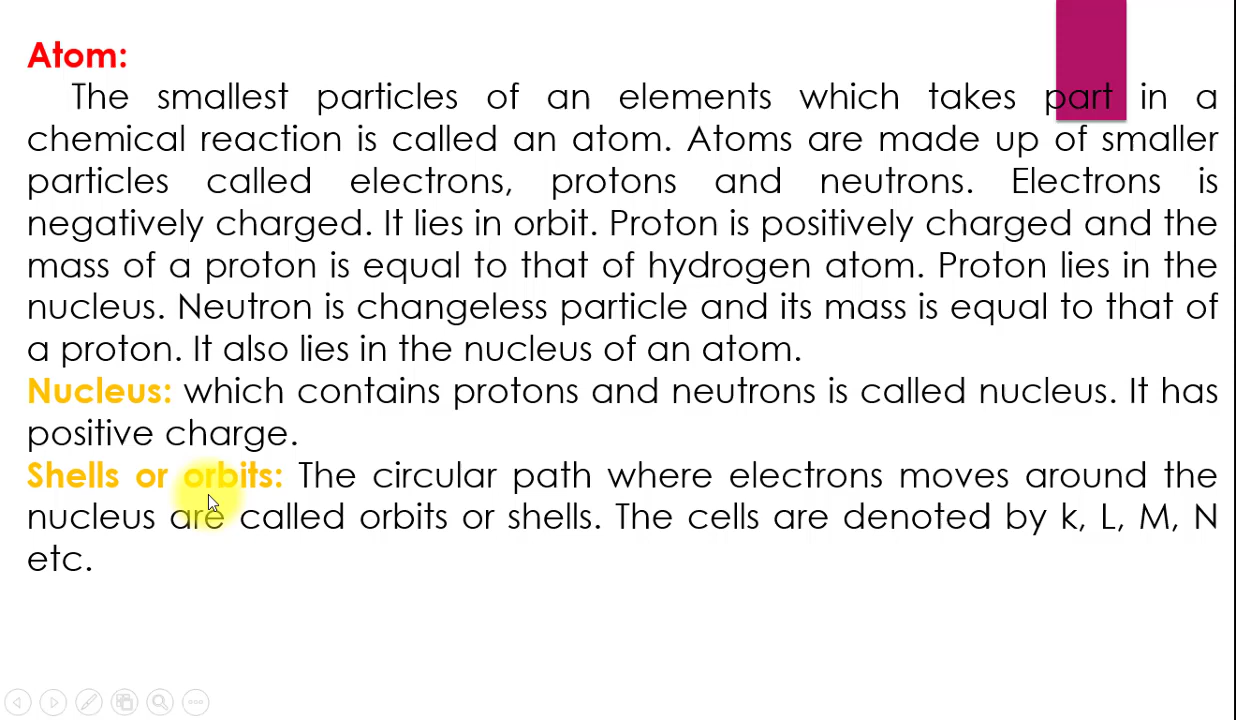 Atom:
The smallest particles of an elements which takes part in a
chemical reaction is called an atom. Atoms are made up of smaller
particles called electrons, protons and neutrons. Electrons is
negatively charged. It lies in orbit. Proton is positively charged and the
mass of a proton is equal to that of hydrogen atom. Proton lies in the
nucleus. Neutron is changeless particle and its mass is equal to that of
a proton. It also lies in the nucleus of an atom.
Nucleus: which contains protons and neutrons is called nucleus. It has
positive charge.
Shells or orbits: The circular path where electrons moves around the
nucleus are called orbits or shells. The cells are denoted by k, L, M, N
etc.